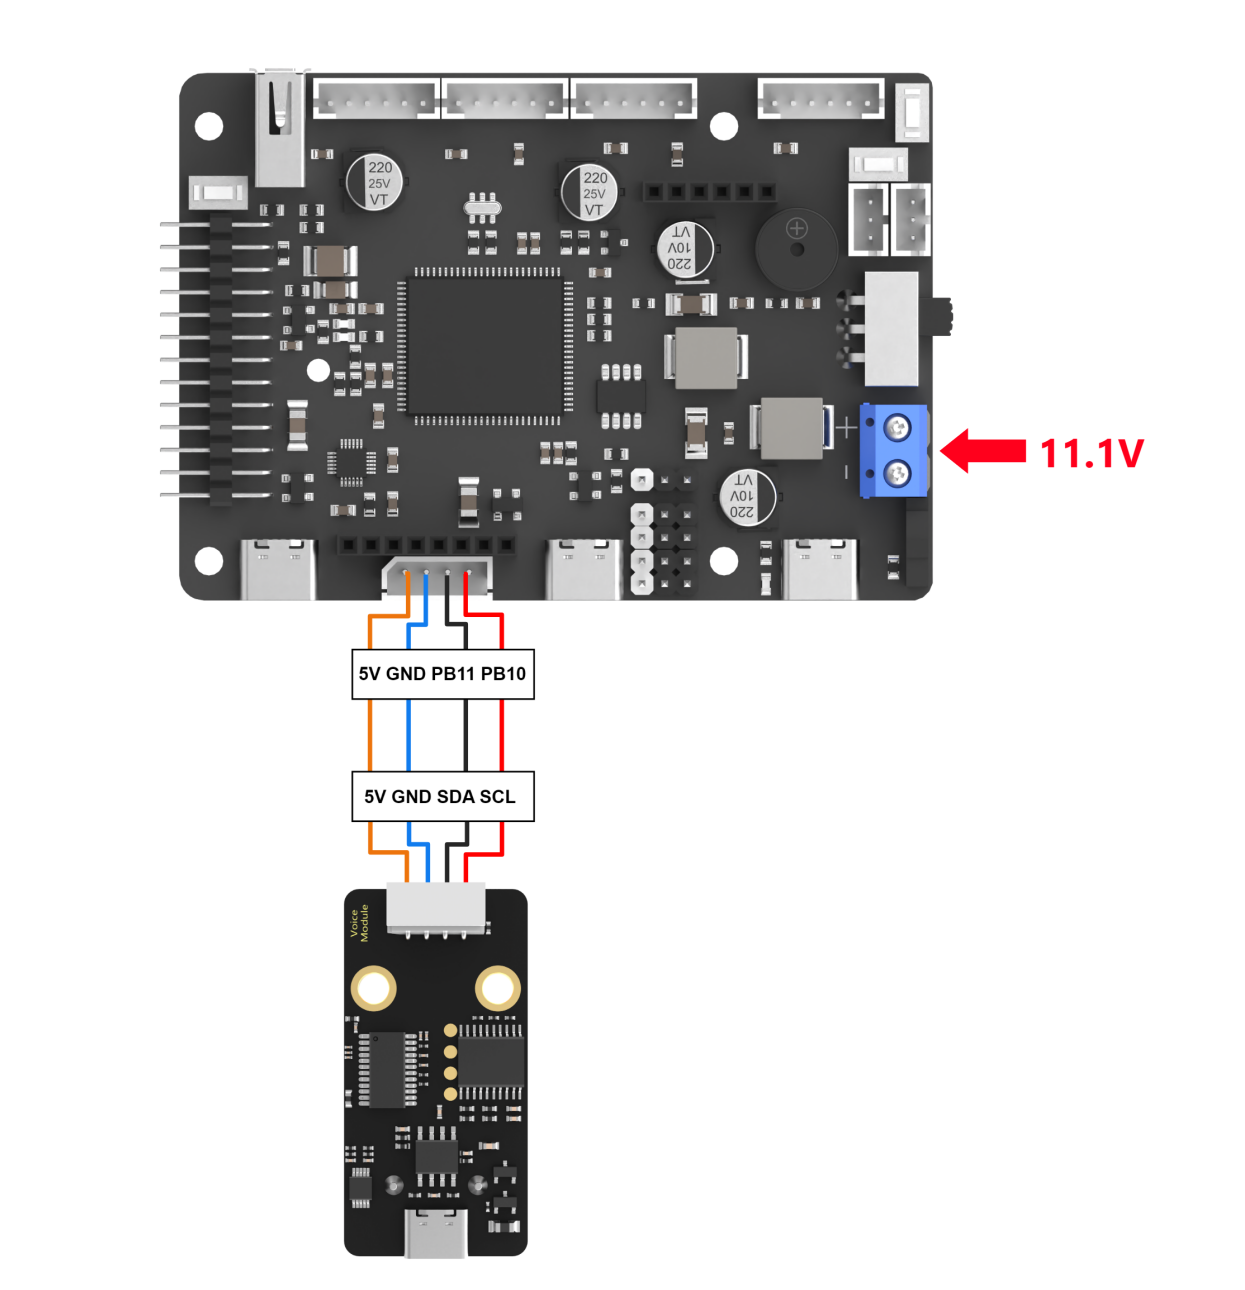 220
25V
VT
220
25V
VT
220
10V
VT
+
+
-
11.1V
220
10V
VT
5V GND PB11 PB10
5V GND SDA SCL
Voice
Module